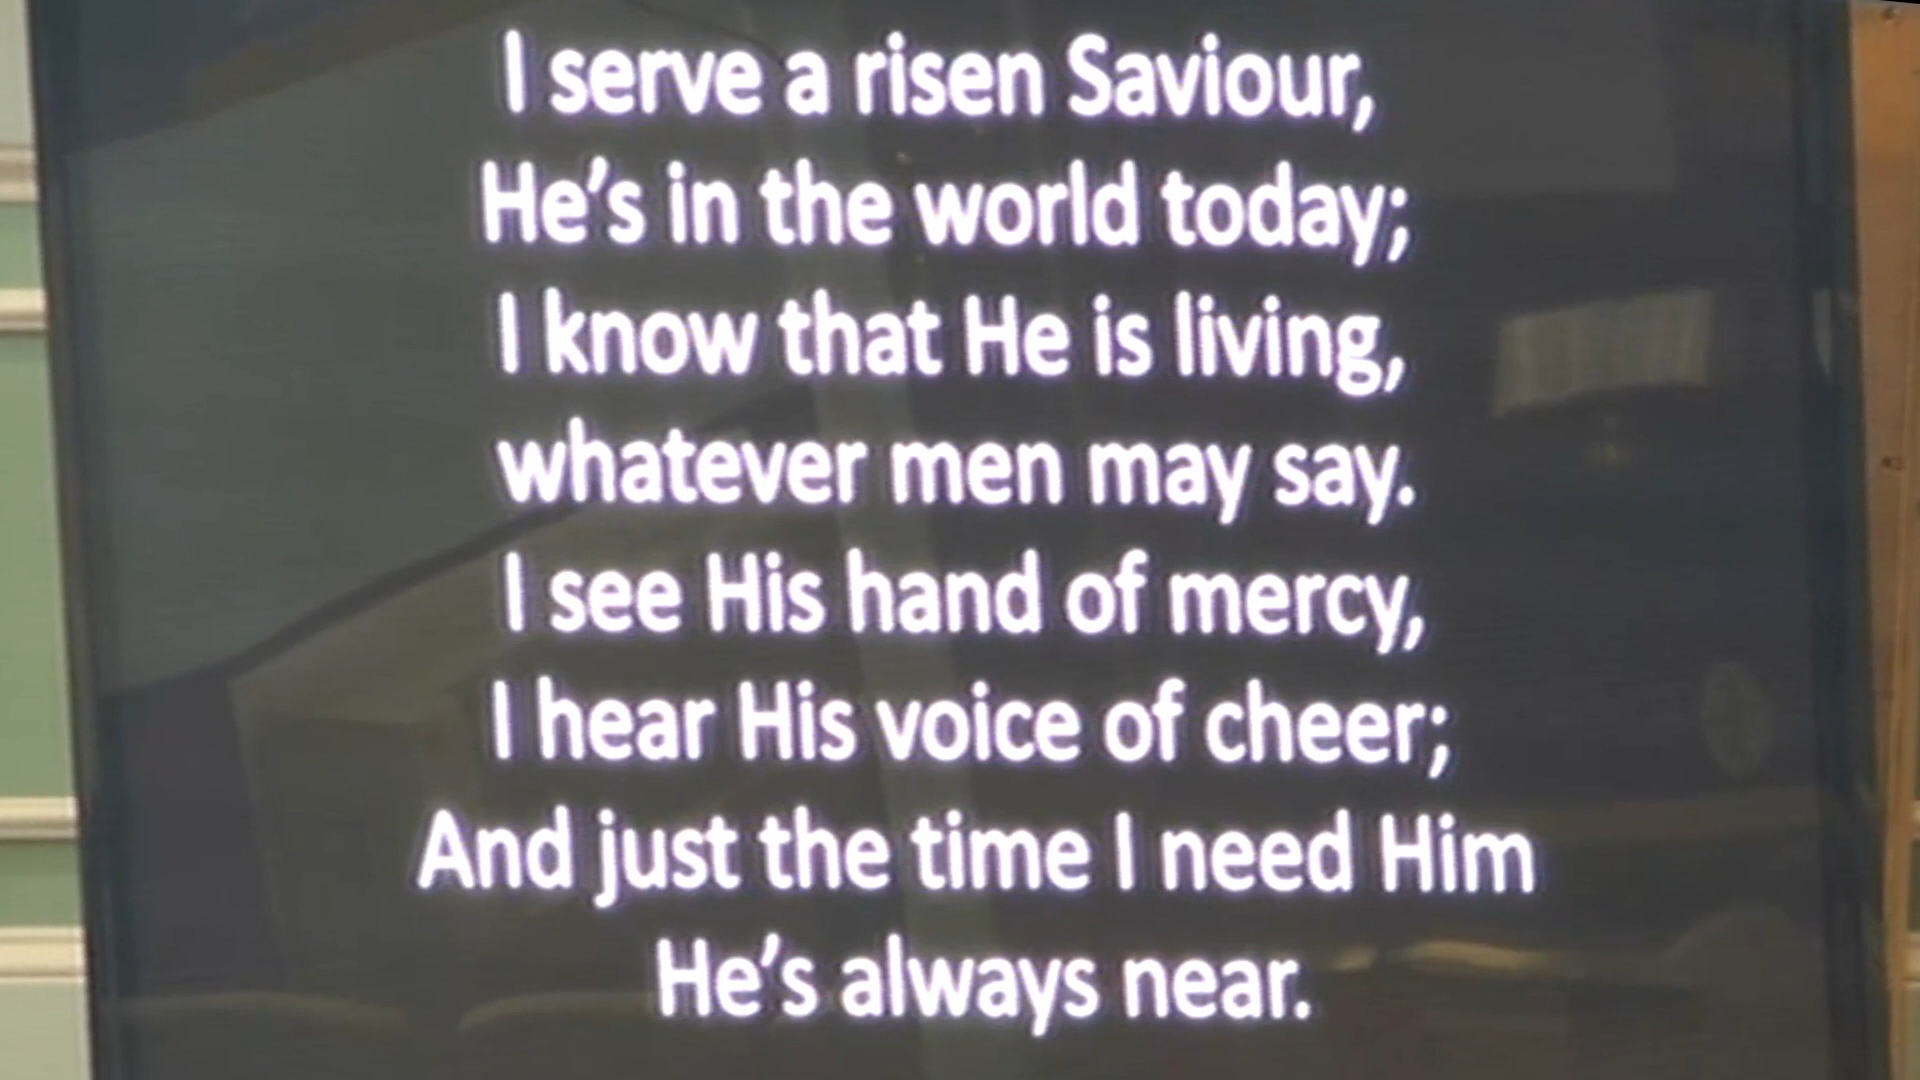 I serve a risen Saviour,
He’s in the world today;
I know that He is living,
whatever men may say.
I see His hand of mercy,
I hear His voice of cheer;
And just the time I need Him
He’s always near.